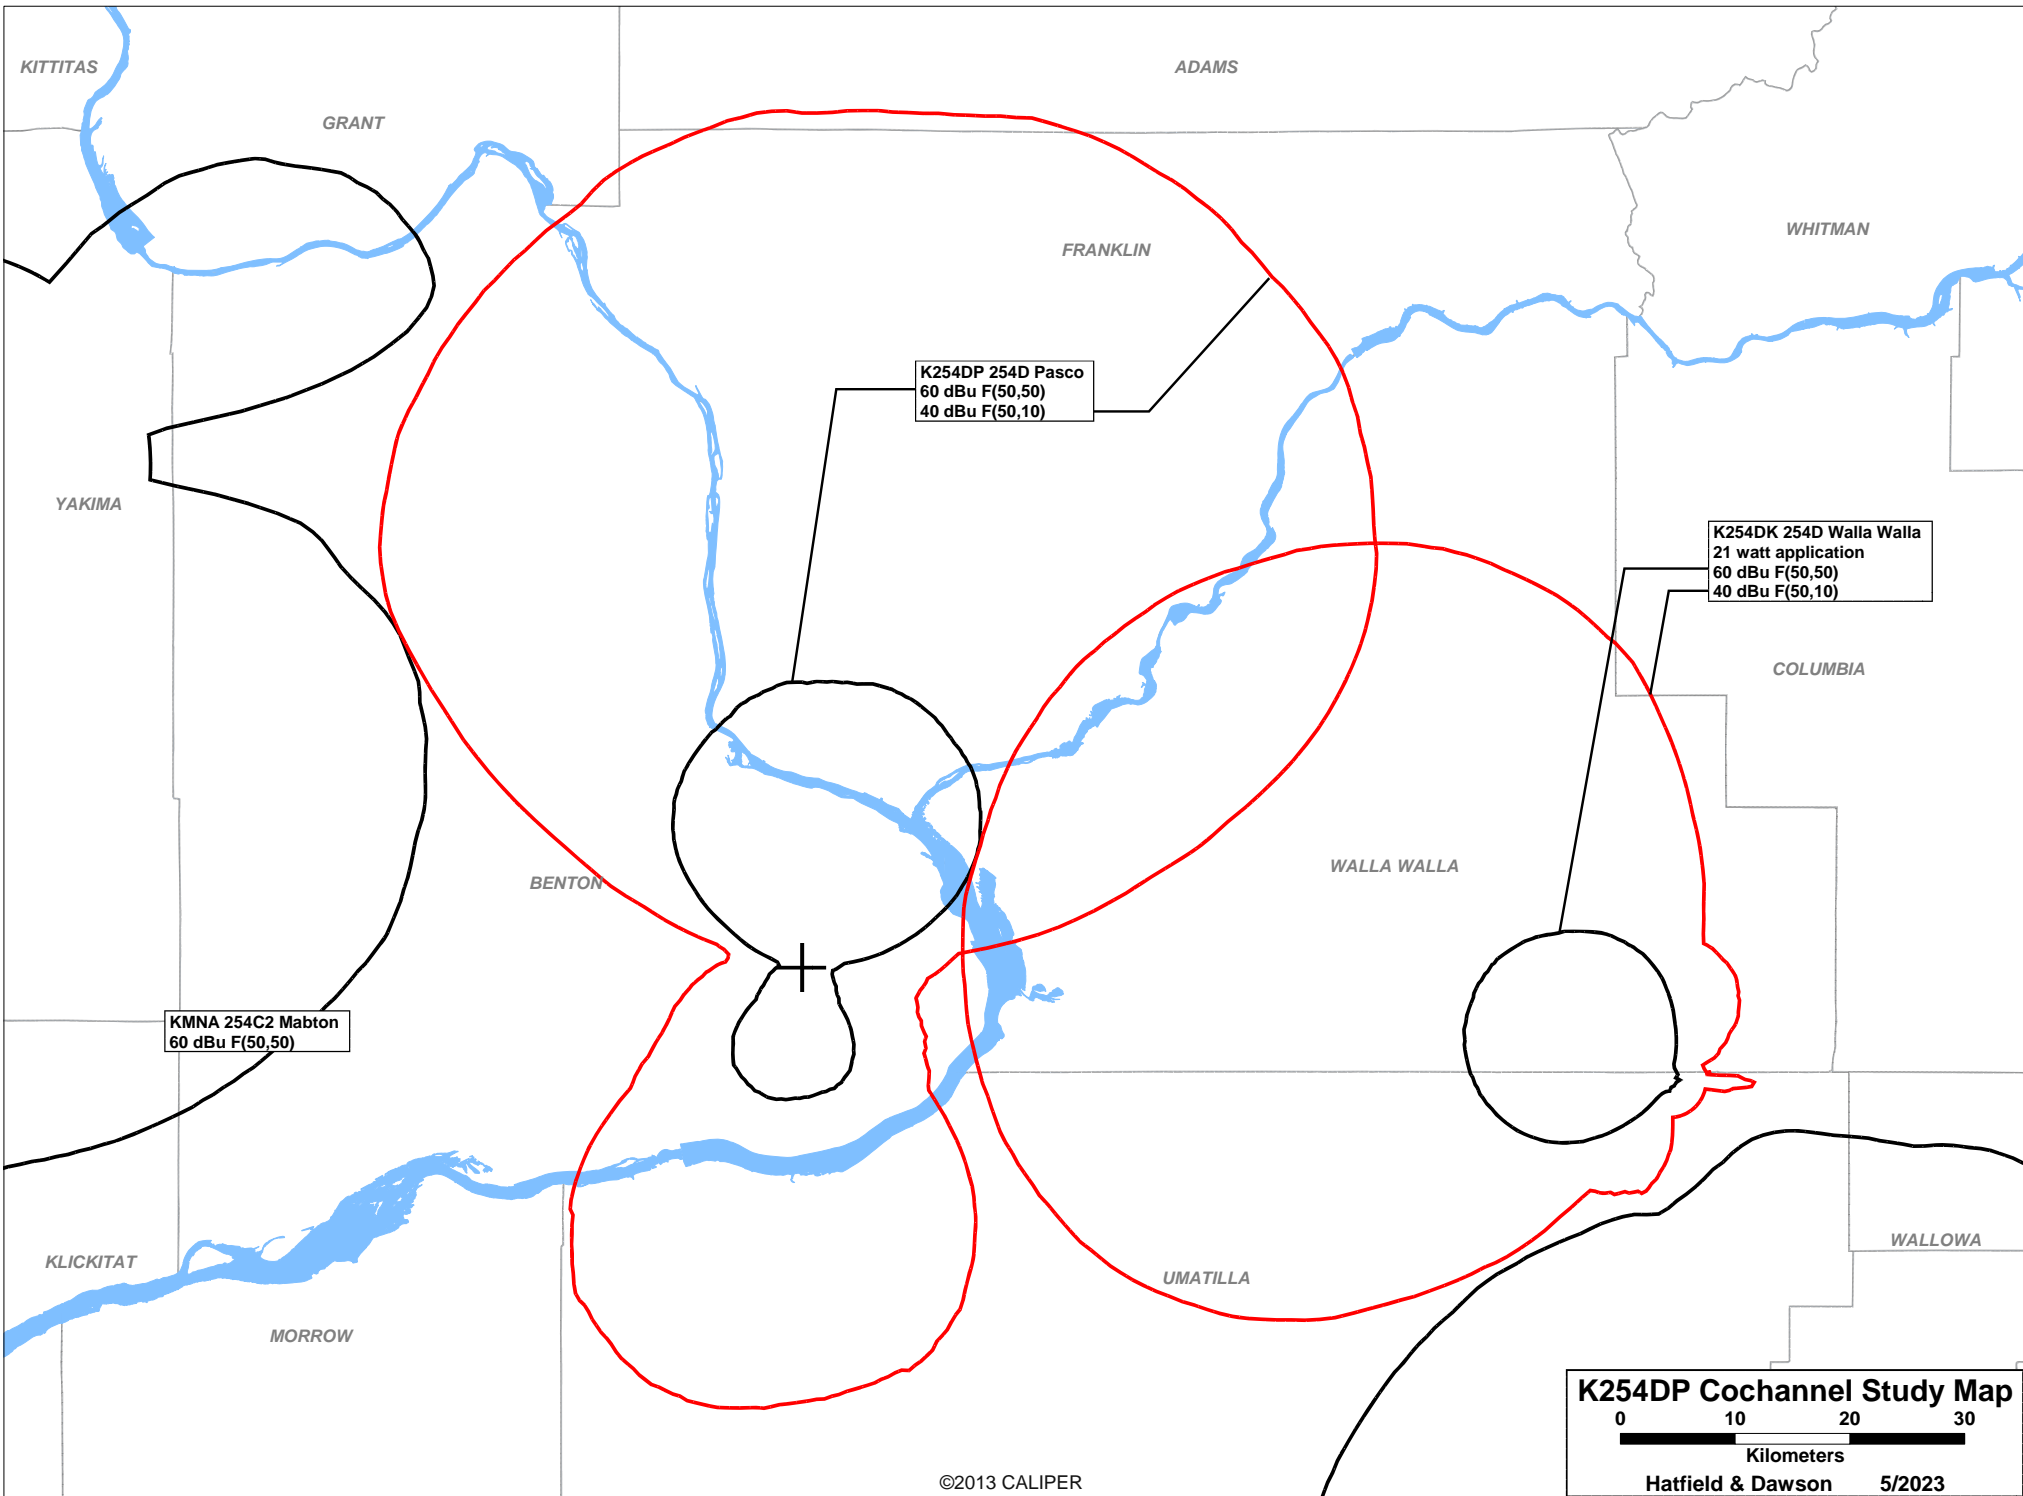 KITTITAS
ADAMS
GRANT
WHITMAN
FRANKLIN
K254DP 254D Pasco
60 dBu F(50,50)
40 dBu F(50,10)
YAKIMA
K254DK 254D Walla Walla
21 watt application
60 dBu F(50,50)
40 dBu F(50,10)
COLUMBIA
WALLA WALLA
BENTON
KMNA 254C2 Mabton
60 dBu F(50,50)
WALLOWA
KLICKITAT
UMATILLA
MORROW
K254DP Cochannel Study Map
0 10 20 30
Kilometers
Hatfield & Dawson 5/2023
©2013 CALIPER